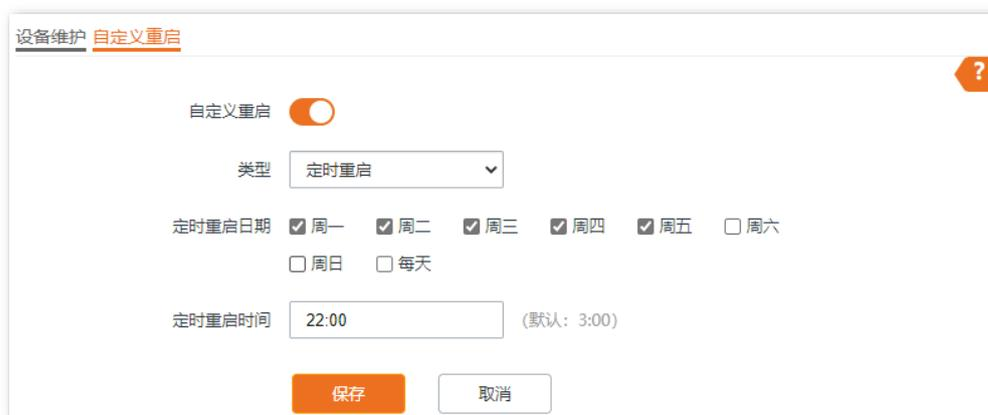 设备维护 自定义重启
?
自定义重启
类型 定时重启
定时重启日期 周一 周二 周三 周四 周五 周六
周日 每天
定时重启时间 22:00 (默认：3:00)
保存 取消